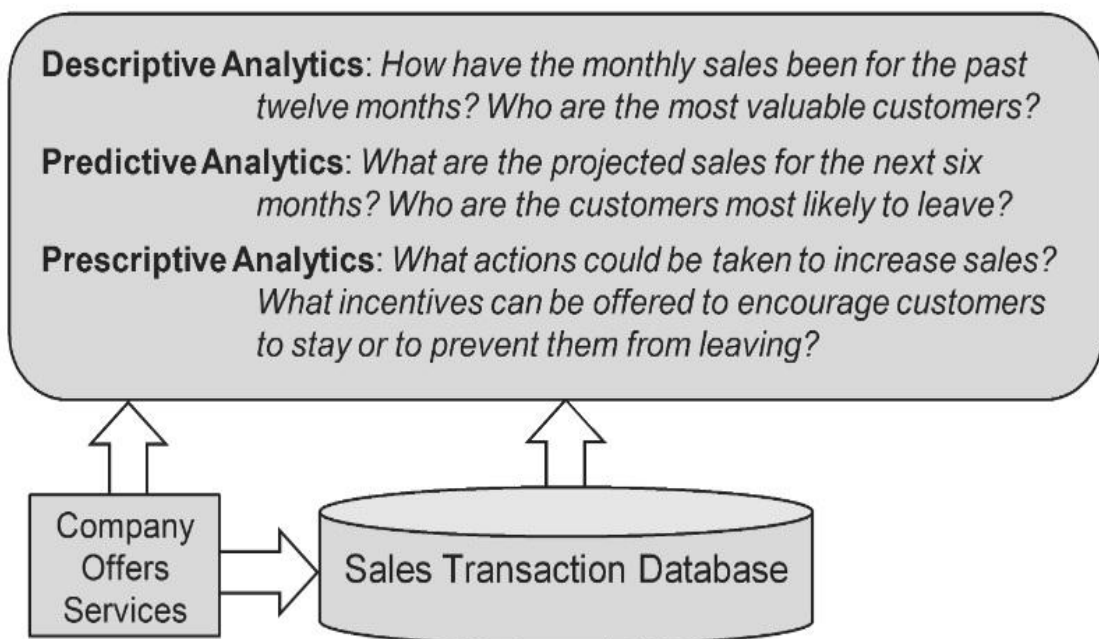 Descriptive Analytics: How have the monthly sales been for the past
twelve months? Who are the most valuable customers?
Predictive Analytics: What are the projected sales for the next six
months? Who are the customers most likely to leave?
Prescriptive Analytics: What actions could be taken to increase sales?
What incentives can be offered to encourage customers
to stay or to prevent them from leaving?
Company
Offers
Services
Sales Transaction Database